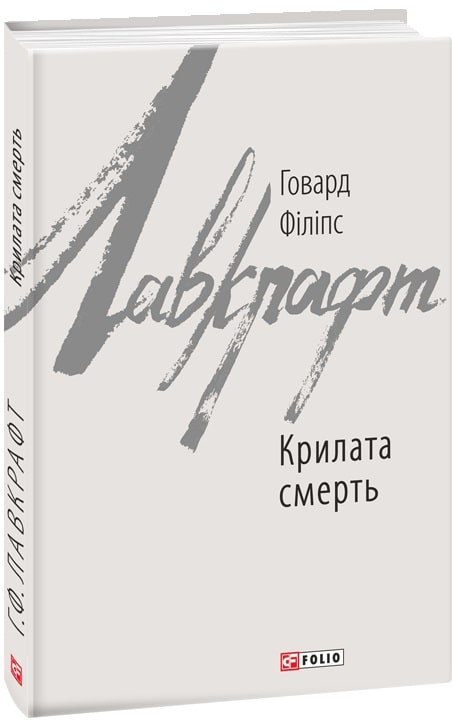 Говард
Філіпс
Лавкрафт
Крилата
смерть
FOLIO
Крилата смерть
Г.Ф. ЛАВКРАФТ